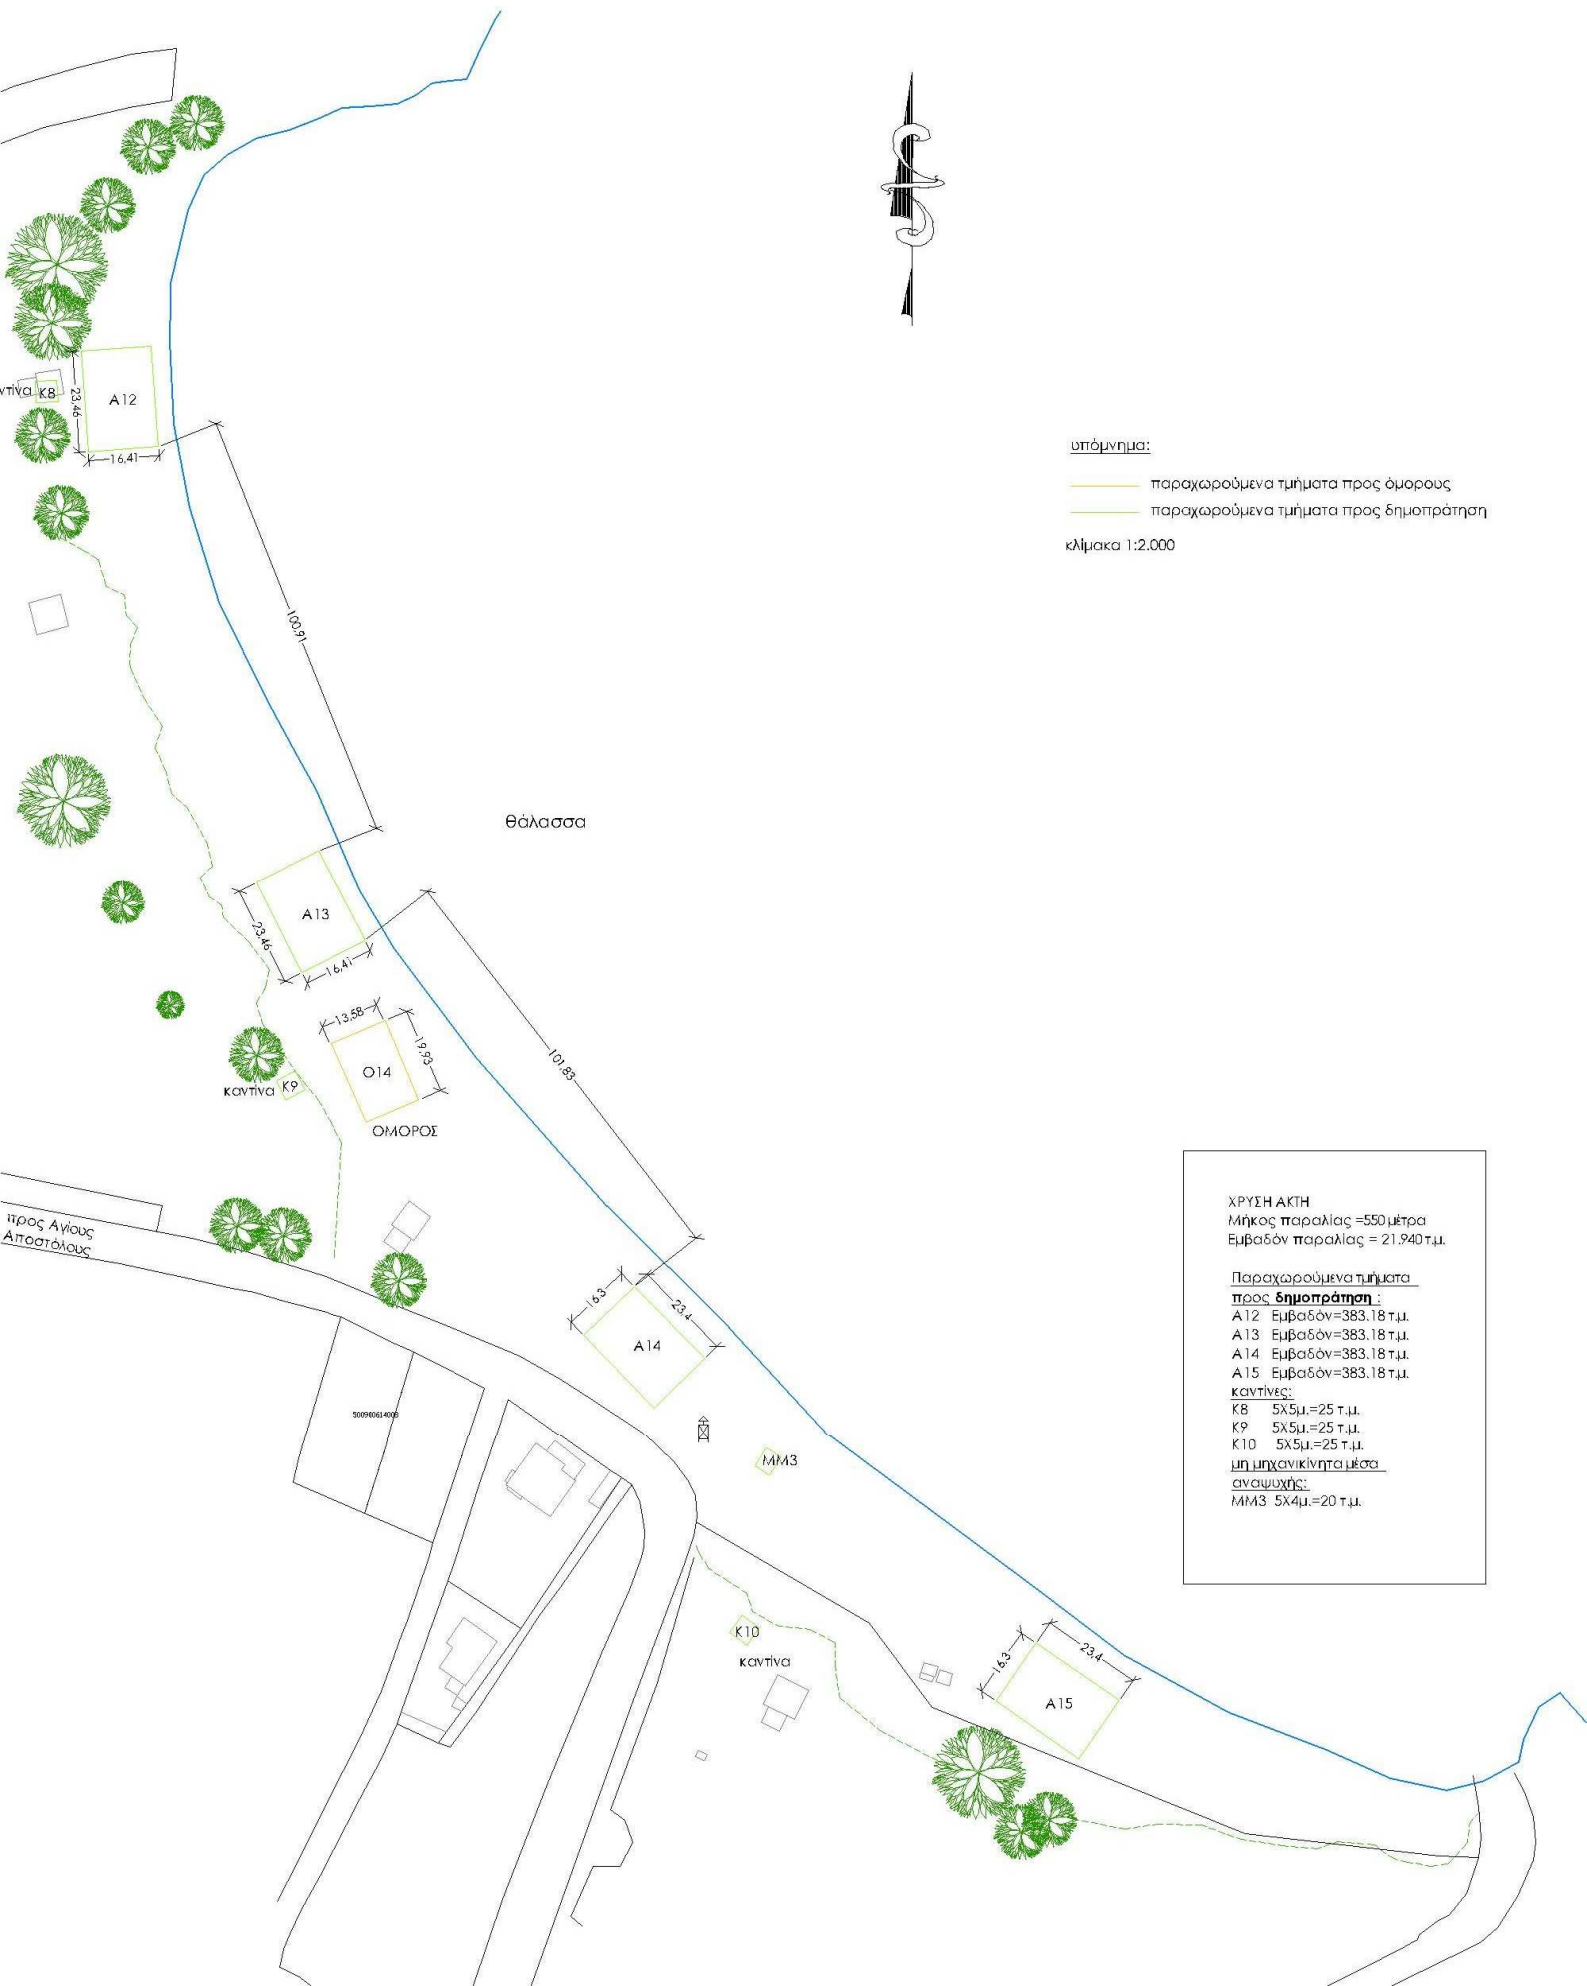 K8
23,46
A12
16,41
υπόμνημα:
παραχωρούμενα τμήματα προς όμορους
παραχωρούμενα τμήματα προς δημοπράτηση
κλίμακα 1:2.000
100,91
θάλασσα
A13
23,46
16,41
13,58
19,93
O14
101,83
καντίνα K9
ΟΜΟΡΟΣ
προς Αγίους
Αποστόλους
16,3
23,4
A14
500980614003
MM3
K10
καντίνα
16,3
23,4
A15
ΧΡΥΣΗ ΑΚΤΗ
Μήκος παραλίας =550 μέτρα
Εμβαδόν παραλίας = 21.940 τ.μ.
Παραχωρούμενα τμήματα
προς δημοπράτηση :
A12 Εμβαδόν=383.18 τ.μ.
A13 Εμβαδόν=383.18 τ.μ.
A14 Εμβαδόν=383.18 τ.μ.
A15 Εμβαδόν=383.18 τ.μ.
καντίνες:
K8 5X5μ.=25 τ.μ.
K9 5X5μ.=25 τ.μ.
K10 5X5μ.=25 τ.μ.
μη μηχανικίνητα μέσα
αναψυχής:
MM3 5X4μ.=20 τ.μ.